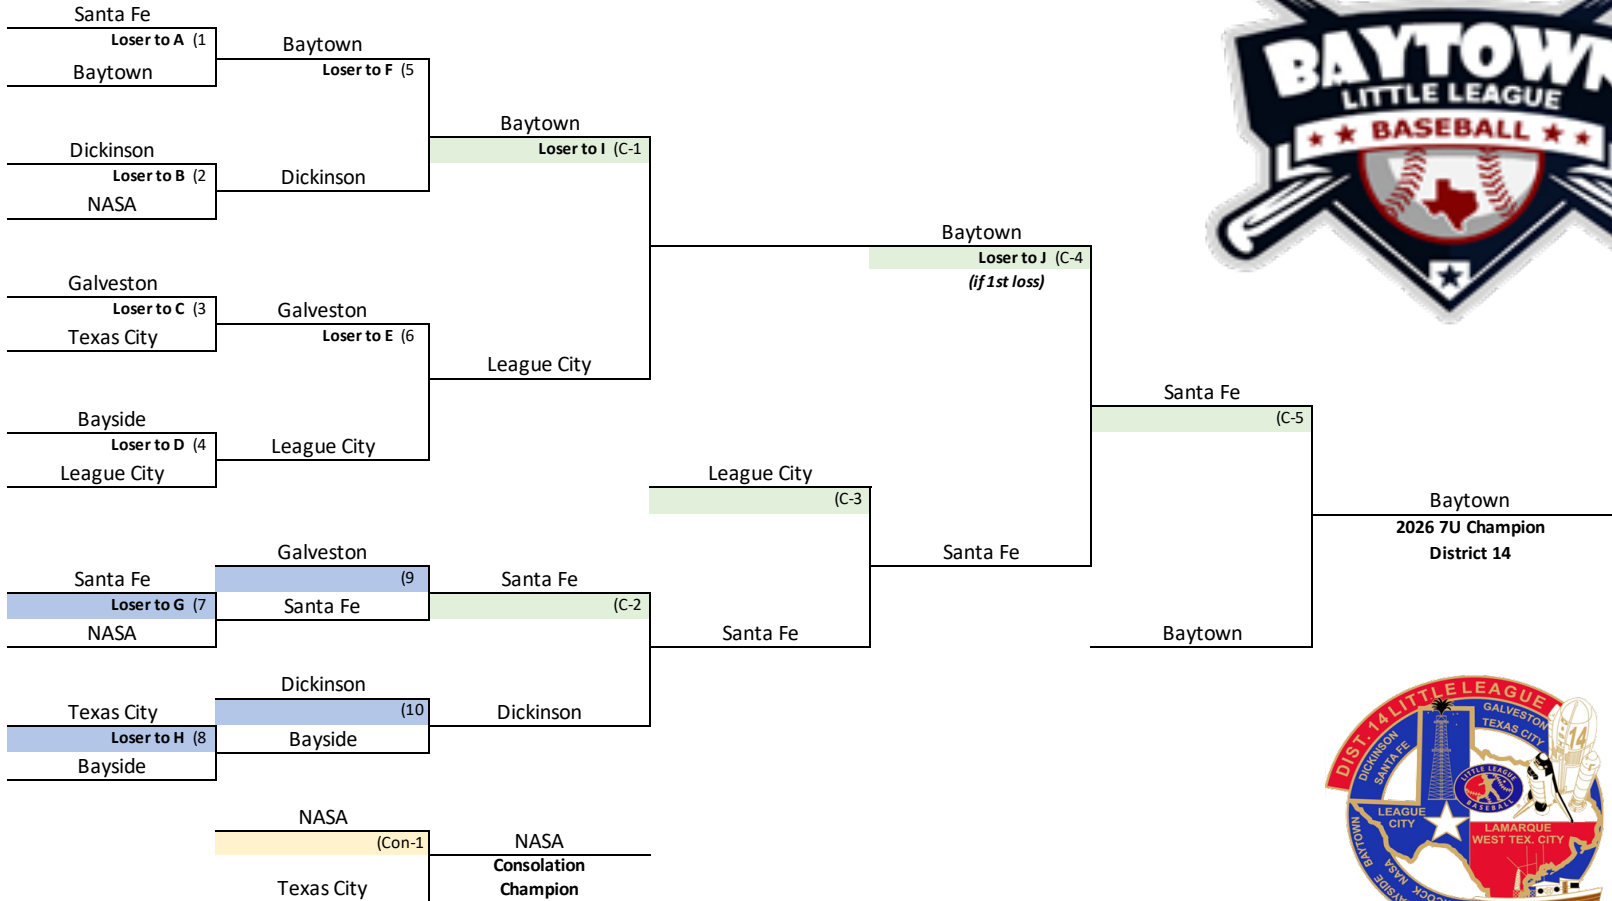 Santa Fe
Loser to A (1
Baytown
Baytown
Loser to F (5
Dickinson
Loser to B (2
NASA
Dickinson
Baytown
Loser to I (C-1
Galveston
Loser to C (3
Texas City
Galveston
Loser to E (6
League City
Bayside
Loser to D (4
League City
League City
Baytown
Loser to J (C-4
(if 1st loss)
League City
(C-3
Santa Fe
Santa Fe
(C-5
Baytown
2026 7U Champion
District 14
Baytown
Galveston
(9
Santa Fe
Santa Fe
Loser to G (7
NASA
Santa Fe
(C-2
Santa Fe
Dickinson
(10
Bayside
Texas City
Loser to H (8
Bayside
Dickinson
NASA
(Con-1
Texas City
NASA
Consolation
Champion
BAYTOWN
LITTLE LEAGUE
BASEBALL
DIST. 14 LITTLE LEAGUE
GALVESTON
TEXAS CITY
DICKINSON
SANTA FE
14
LITTLE LEAGUE
BASEBALL
LEAGUE
CITY
LAMARQUE
WEST TEX. CITY
BAYTOWN
NASA